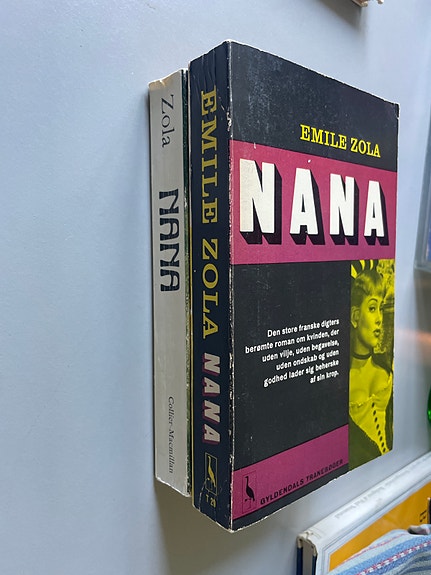 Zola
NANA
Collier-Macmillan
EMILE ZOLA NANA
T 29
EMILE ZOLA
NANA
Den store franske digters
berømte roman om kvinden, der
uden vilje, uden begavelse,
uden ondskab og uden
godhed lader sig beherske
af sin krop.
GYLDENDALS TRANEBØGER